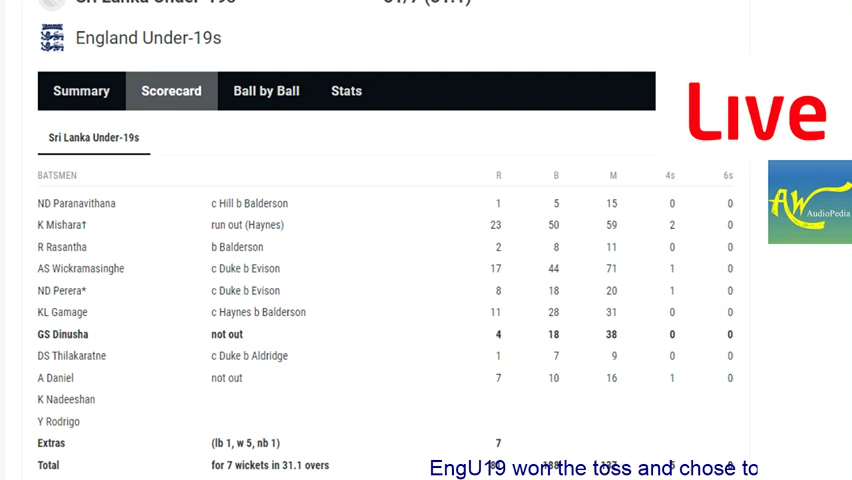 England Under-19s
Summary Scorecard Ball by Ball Stats
Live
Sri Lanka Under-19s
BATSMEN R B M 4s 6s
AW AudioPedia
ND Paranavithana c Hill b Balderson 1 5 15 0 0
K Mishara† run out (Haynes) 23 50 59 2 0
R Rasantha b Balderson 2 8 11 0 0
AS Wickramasinghe c Duke b Evison 17 44 71 1 0
ND Perera* c Duke b Evison 8 18 20 1 0
KL Gamage c Haynes b Balderson 11 28 31 0 0
GS Dinusha not out 4 18 38 0 0
DS Thilakaratne c Duke b Aldridge 1 7 9 0 0
A Daniel not out 7 10 16 1 0
K Nadeeshan
Y Rodrigo
Extras (lb 1, w 5, nb 1) 7
Total for 7 wickets in 31.1 overs
EngU19 won the toss and chose to